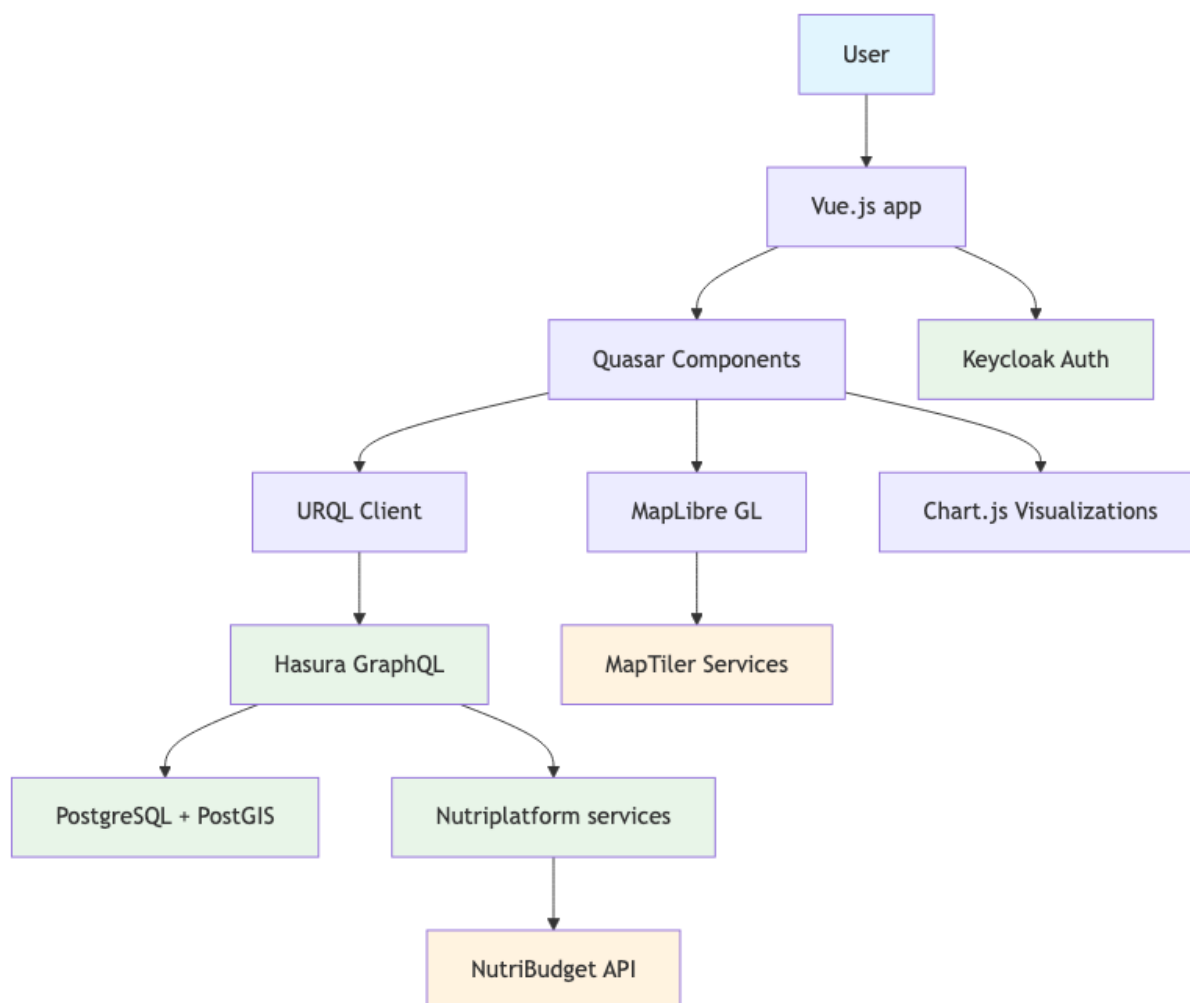 User
Vue.js app
Quasar Components
Keycloak Auth
URQL Client
MapLibre GL
Chart.js Visualizations
Hasura GraphQL
MapTiler Services
PostgreSQL + PostGIS
Nutriplatform services
NutriBudget API